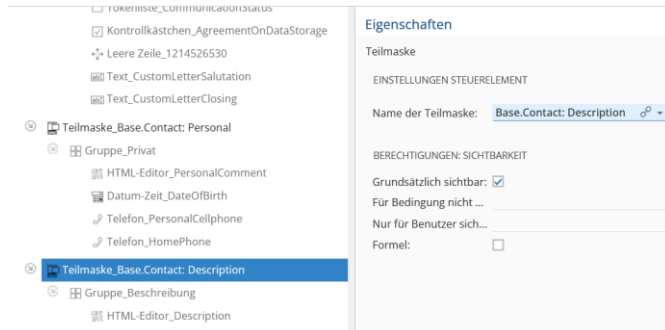 Tokenliste_CommunicationStatus
Kontrollkästchen_AgreementOnDataStorage
Leere Zeile_1214526530
Text_CustomLetterSalutation
Text_CustomLetterClosing
Teilmaske_Base.Contact: Personal
Gruppe_Privat
HTML-Editor_PersonalComment
Datum-Zeit_DateOfBirth
Telefon_PersonalCellphone
Telefon_HomePhone
Teilmaske_Base.Contact: Description
Gruppe_Beschreibung
HTML-Editor_Description
Eigenschaften
Teilmaske
EINSTELLUNGEN STEUERELEMENT
Name der Teilmaske: Base.Contact: Description
BERECHTIGUNGEN: SICHTBARKEIT
Grundsätzlich sichtbar:
Für Bedingung nicht ...
Nur für Benutzer sich...
Formel: